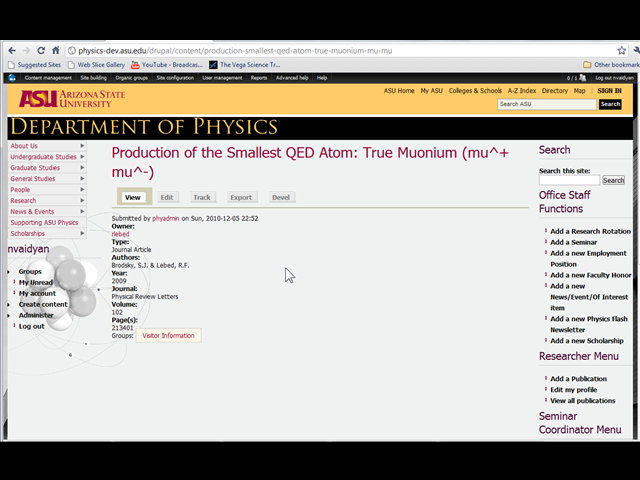 physics-dev.asu.edu/drupal/content/production-smallest-qed-atom-true-muonium-mu-mu
Suggested Sites
Web Slice Gallery
YouTube - Broadcas...
The Vega Science Tr...
Other bookmark
Content management
Site building
Organic groups
Site configuration
User management
Reports
Advanced help
Help
0 / 1
Log out nvaidyan
ASU ARIZONA STATE
UNIVERSITY
ASU Home
My ASU
Colleges & Schools
A-Z Index
Directory
Map
SIGN IN
Search ASU
Search
DEPARTMENT OF PHYSICS
About Us
Undergraduate Studies
Graduate Studies
General Studies
People
Research
News & Events
Supporting ASU Physics
Scholarships
nvaidyan
Groups
My Unread
My account
Create content
Administer
Log out
Production of the Smallest QED Atom: True Muonium (mu^+
mu^-)
View
Edit
Track
Export
Devel
Submitted by phyadmin on Sun, 2010-12-05 22:52
Owner:
rlebed
Type:
Journal Article
Authors:
Brodsky, S.J. & Lebed, R.F.
Year:
2009
Journal:
Physical Review Letters
Volume:
102
Page(s):
213401
Groups: Visitor Information
Search
Search this site:
Search
Office Staff
Functions
Add a Research Rotation
Add a Seminar
Add a new Employment
Position
Add a new Faculty Honor
Add a new
News/Event/Of Interest
item
Add a new Physics Flash
Newsletter
Add a new Scholarship
Researcher Menu
Add a Publication
Edit my profile
View all publications
Seminar
Coordinator Menu